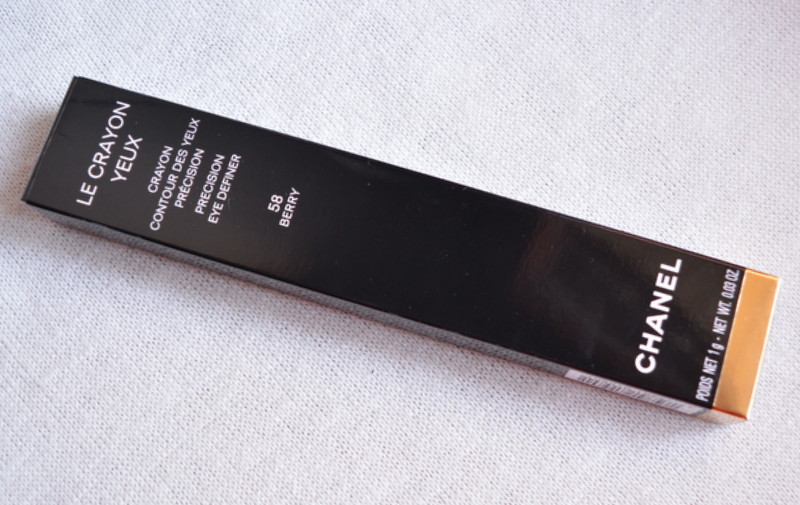 LE CRAYON
YEUX
CRAYON
CONTOUR DES YEUX
PRÉCISION
PRECISION
EYE DEFINER
58
BERRY
CHANEL
POIDS NET 1 g - NET WT. 0.03 OZ.